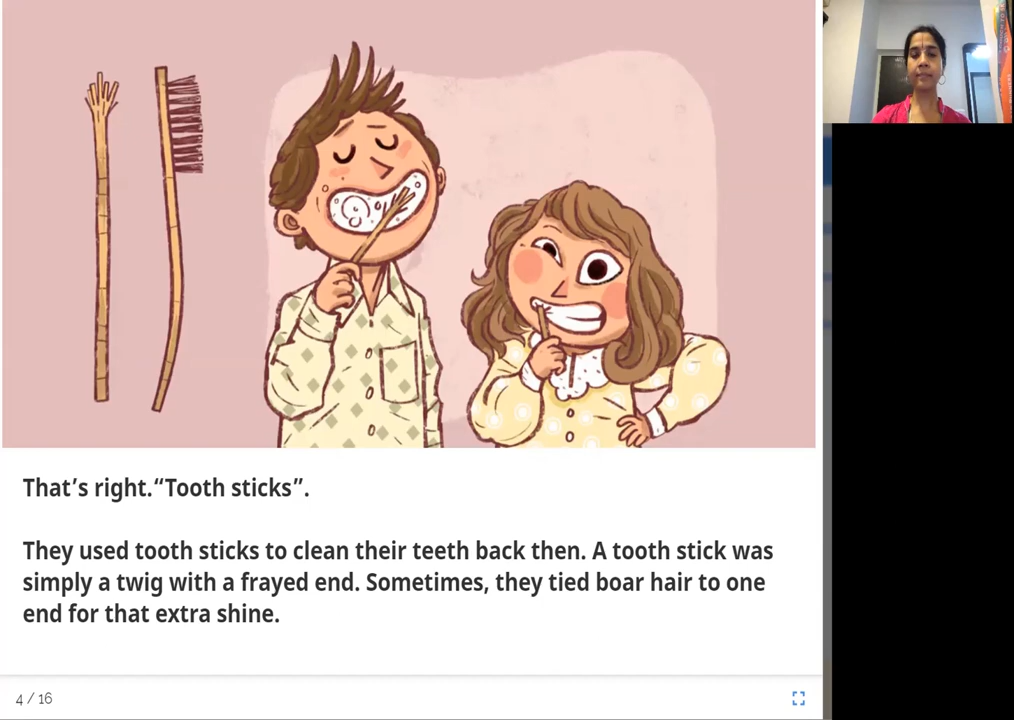 That’s right.“Tooth sticks”.
They used tooth sticks to clean their teeth back then. A tooth stick was
simply a twig with a frayed end. Sometimes, they tied boar hair to one
end for that extra shine.
4 / 16